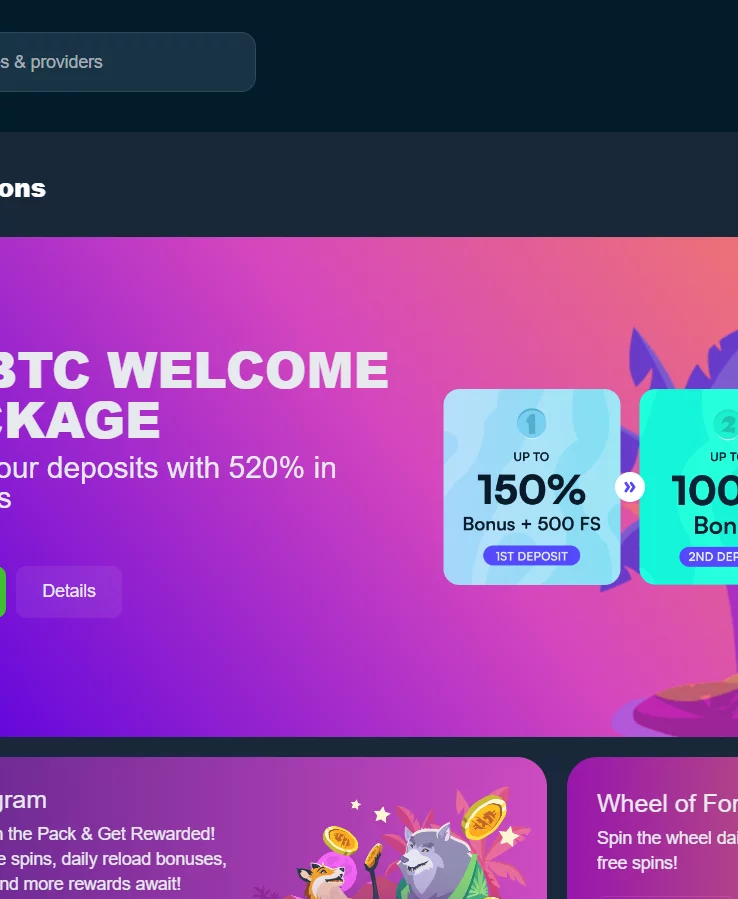 s & providers
ons
BTC WELCOME
CKAGE
our deposits with 520% in
s
Details
1
UP TO
150%
Bonus + 500 FS
1ST DEPOSIT
»
2
UP T
100
Bon
2ND DEP
gram
n the Pack & Get Rewarded!
e spins, daily reload bonuses,
nd more rewards await!
Wheel of For
Spin the wheel dai
free spins!